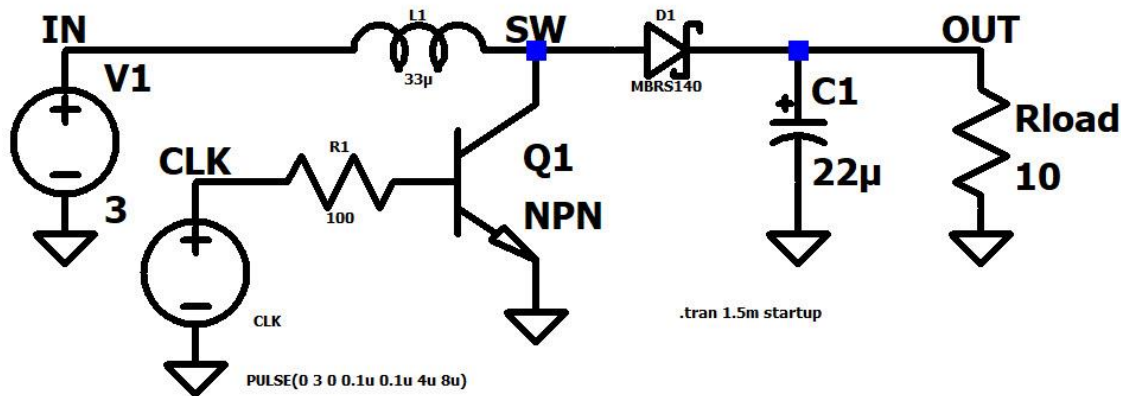 IN
L1
SW
D1
OUT
V1
33µ
MBRS140
C1
Rload
CLK
R1
Q1
22µ
10
3
100
NPN
CLK
.tran 1.5m startup
PULSE(0 3 0 0.1u 0.1u 4u 8u)